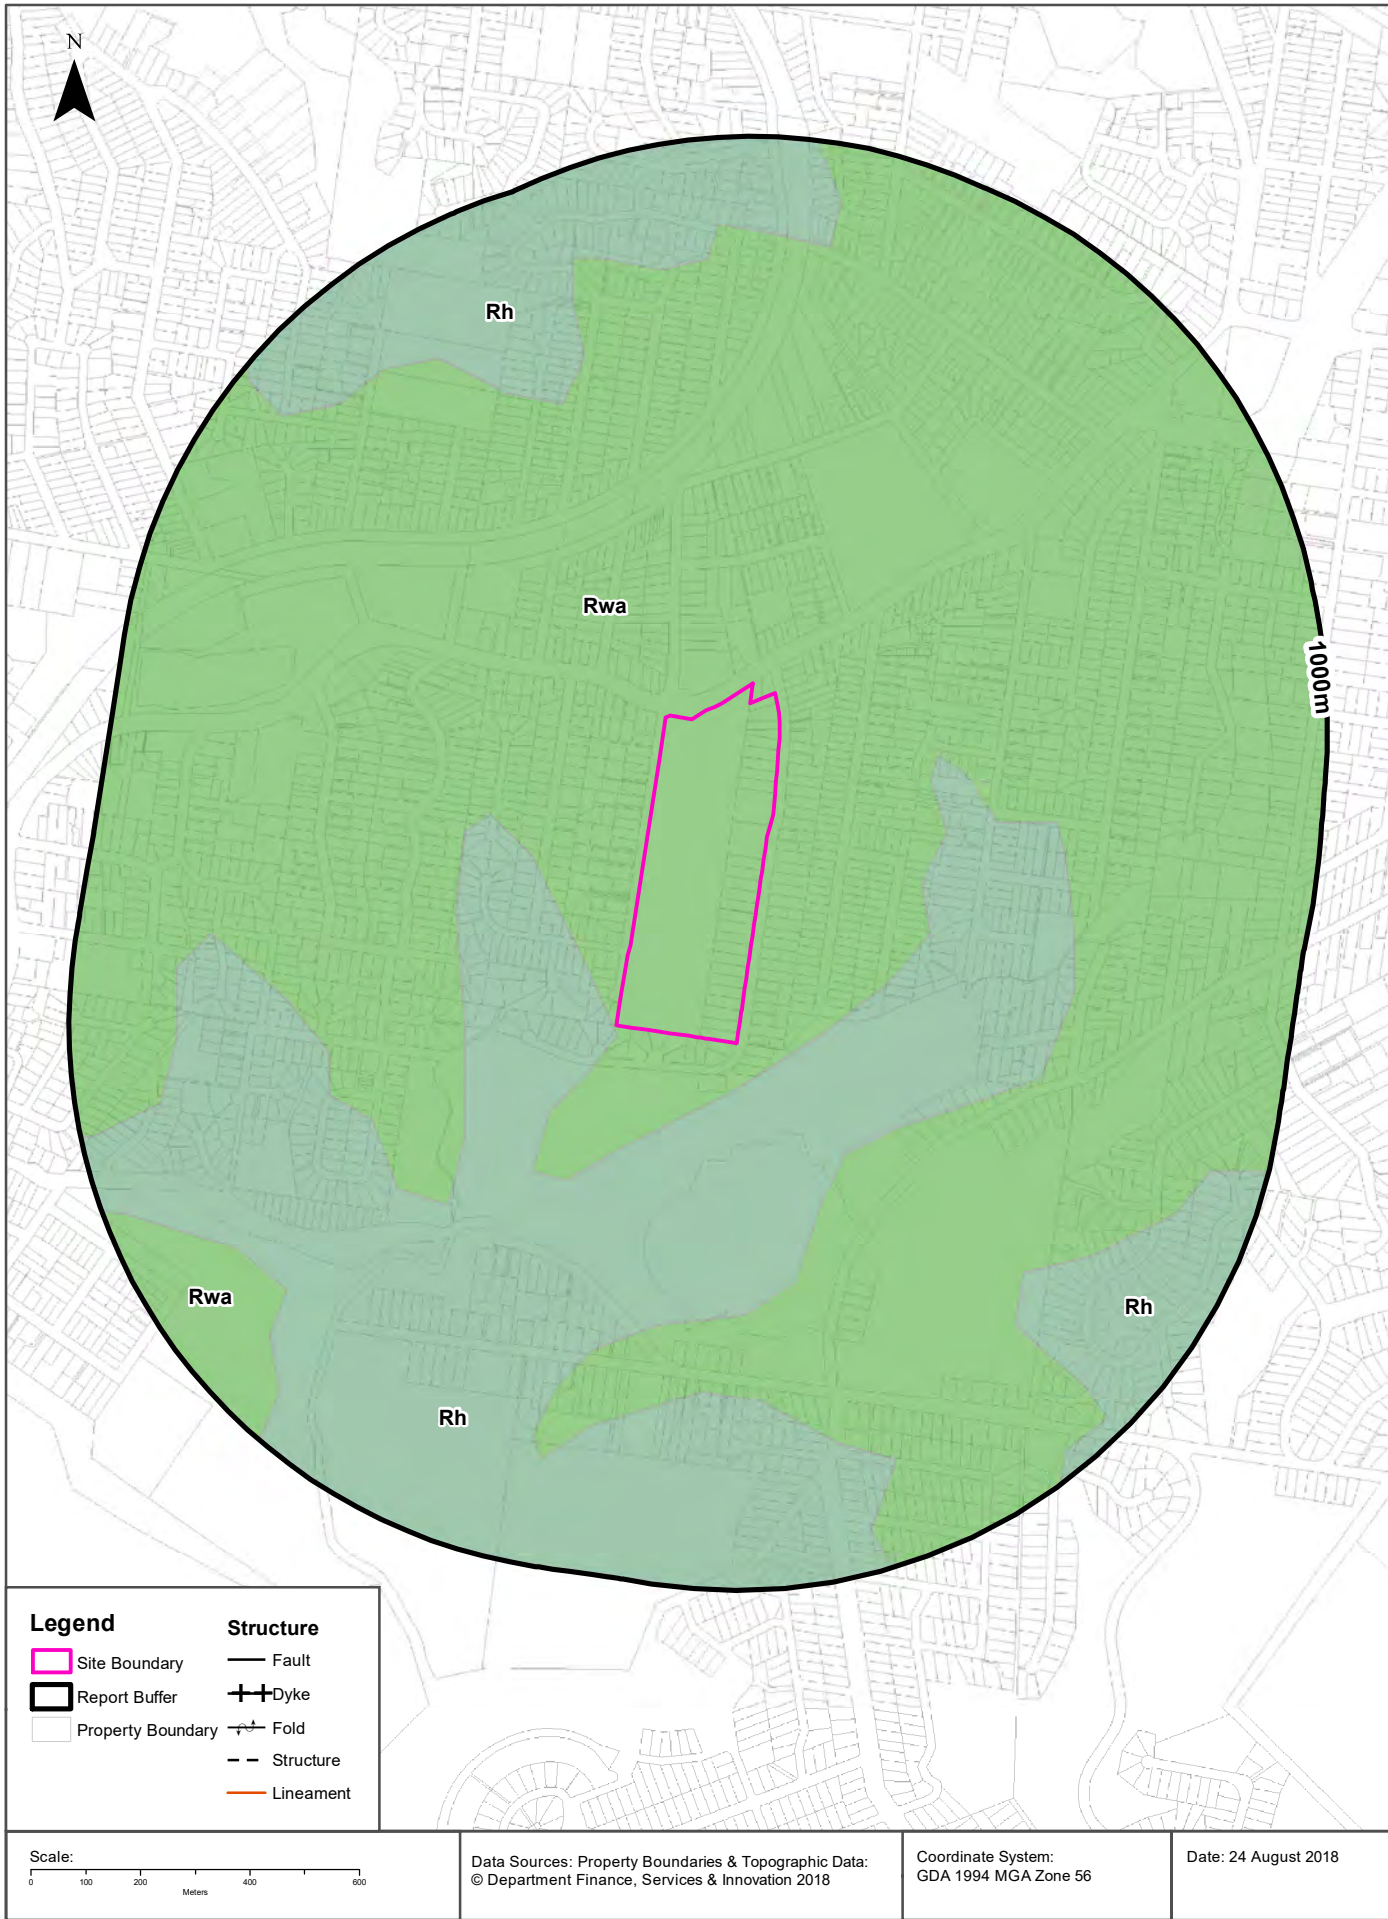 N
Rh
Rwa
1000m
Rwa
Rh
Rh
Legend
Site Boundary
Report Buffer
Property Boundary
Structure
Fault
Dyke
Fold
Structure
Lineament
Scale:
0 100 200 400 600
Meters
Data Sources: Property Boundaries & Topographic Data:
© Department Finance, Services & Innovation 2018
Coordinate System:
GDA 1994 MGA Zone 56
Date: 24 August 2018